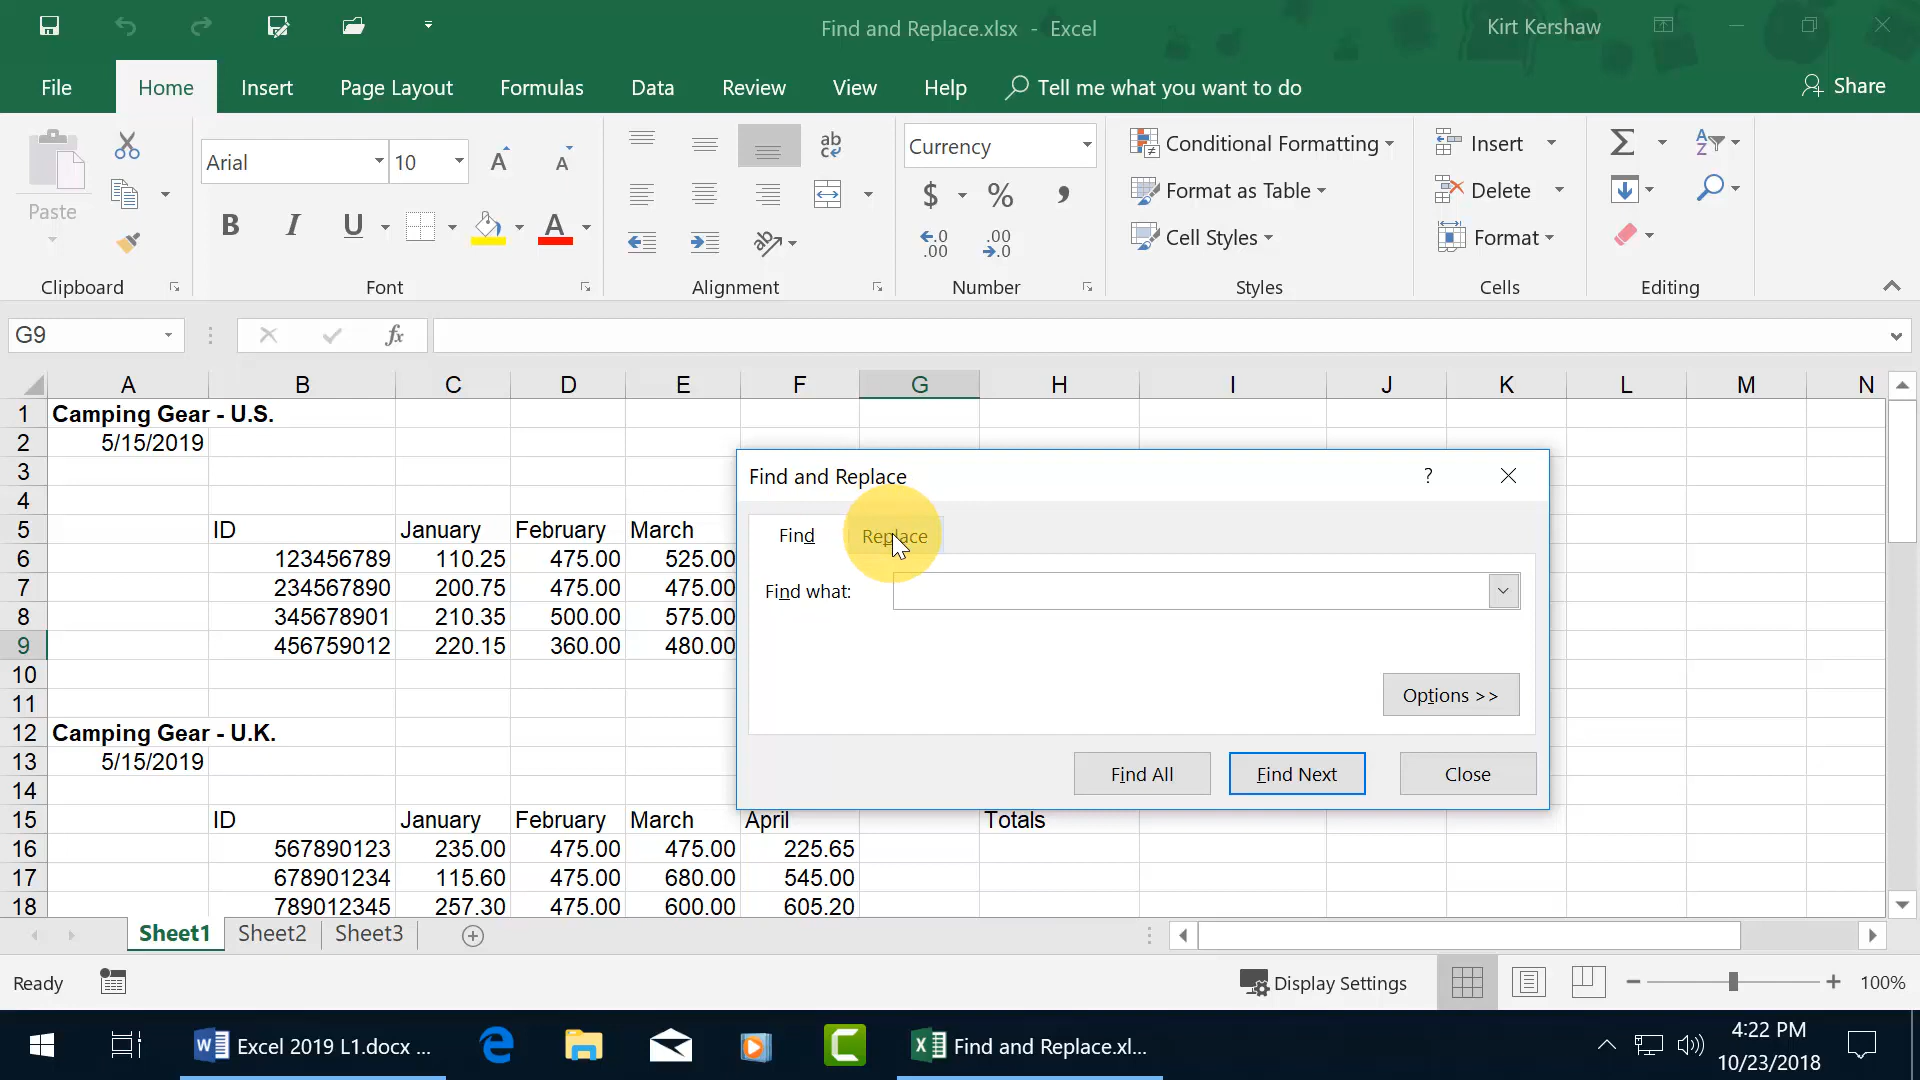 Find and Replace.xlsx - Excel
Kirt Kershaw
File Home Insert Page Layout Formulas Data Review View Help Tell me what you want to do Share
Paste
Clipboard
Arial 10
B I U A
Font
ab
Alignment
Currency
$ % ,
Number
Conditional Formatting
Format as Table
Cell Styles
Styles
Insert
Delete
Format
Cells
Editing
G9 fx
A B C D E F G H I J K L M N
1 Camping Gear - U.S.
2 5/15/2019
3
4
5 ID January February March
6 123456789 110.25 475.00 525.00
7 234567890 200.75 475.00 475.00
8 345678901 210.35 500.00 575.00
9 456759012 220.15 360.00 480.00
10
11
12 Camping Gear - U.K.
13 5/15/2019
14
15 ID January February March April Totals
16 567890123 235.00 475.00 475.00 225.65
17 678901234 115.60 475.00 680.00 545.00
18 789012345 257.30 475.00 600.00 605.20
Find and Replace ?
Find Replace
Find what:
Options >>
Find All Find Next Close
Sheet1 Sheet2 Sheet3
Ready Display Settings 100%
Excel 2019 L1.docx ... Find and Replace.xl...
4:22 PM
10/23/2018